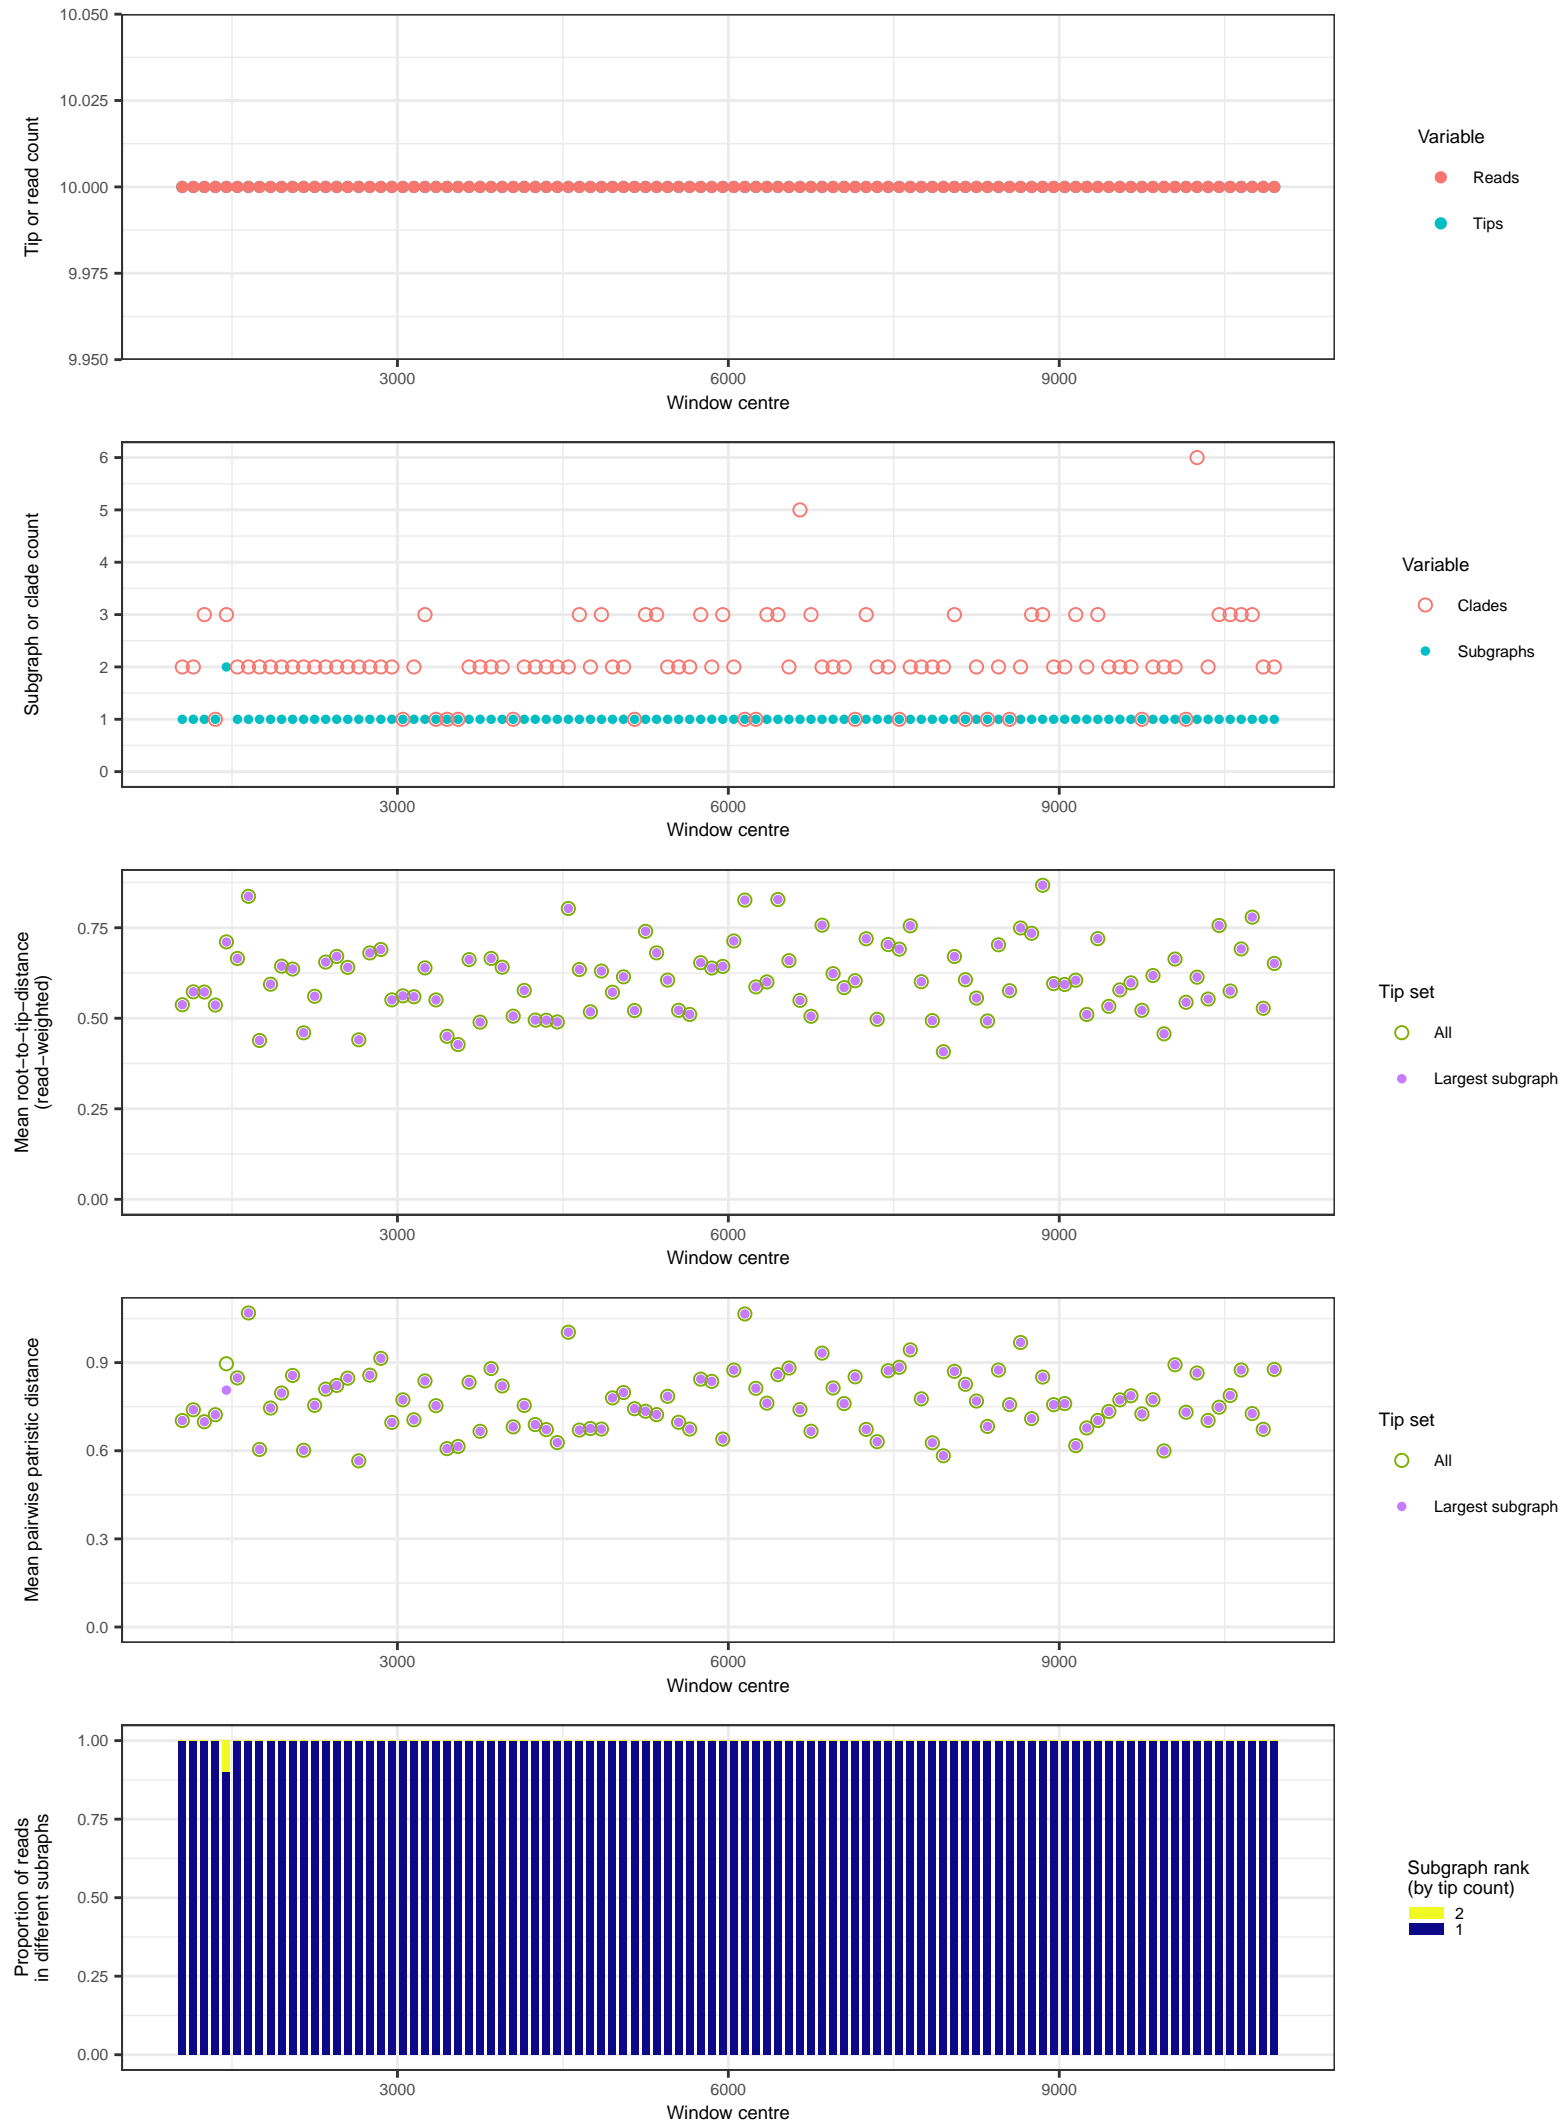 10.050
10.025
10.000
9.975
9.950
Tip or read count
3000
6000
9000
Window centre
Variable
Reads
Tips
6
5
4
3
2
1
0
Subgraph or clade count
3000
6000
9000
Window centre
Variable
Clades
Subgraphs
0.75
0.50
0.25
0.00
Mean root−to−tip−distance
(read−weighted)
3000
6000
9000
Window centre
Tip set
All
Largest subgraph
0.9
0.6
0.3
0.0
Mean pairwise patristic distance
3000
6000
9000
Window centre
Tip set
All
Largest subgraph
1.00
0.75
0.50
0.25
0.00
Proportion of reads
in different subraphs
3000
6000
9000
Window centre
Subgraph rank
(by tip count)
2
1